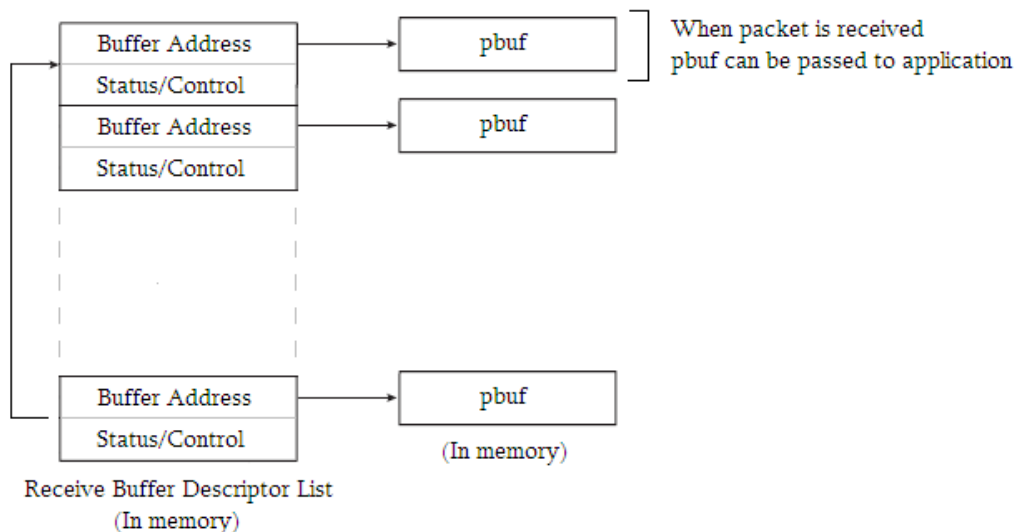 Buffer Address
Status/Control
Buffer Address
Status/Control
Buffer Address
Status/Control
Receive Buffer Descriptor List
(In memory)
pbuf
pbuf
pbuf
(In memory)
When packet is received
pbuf can be passed to application